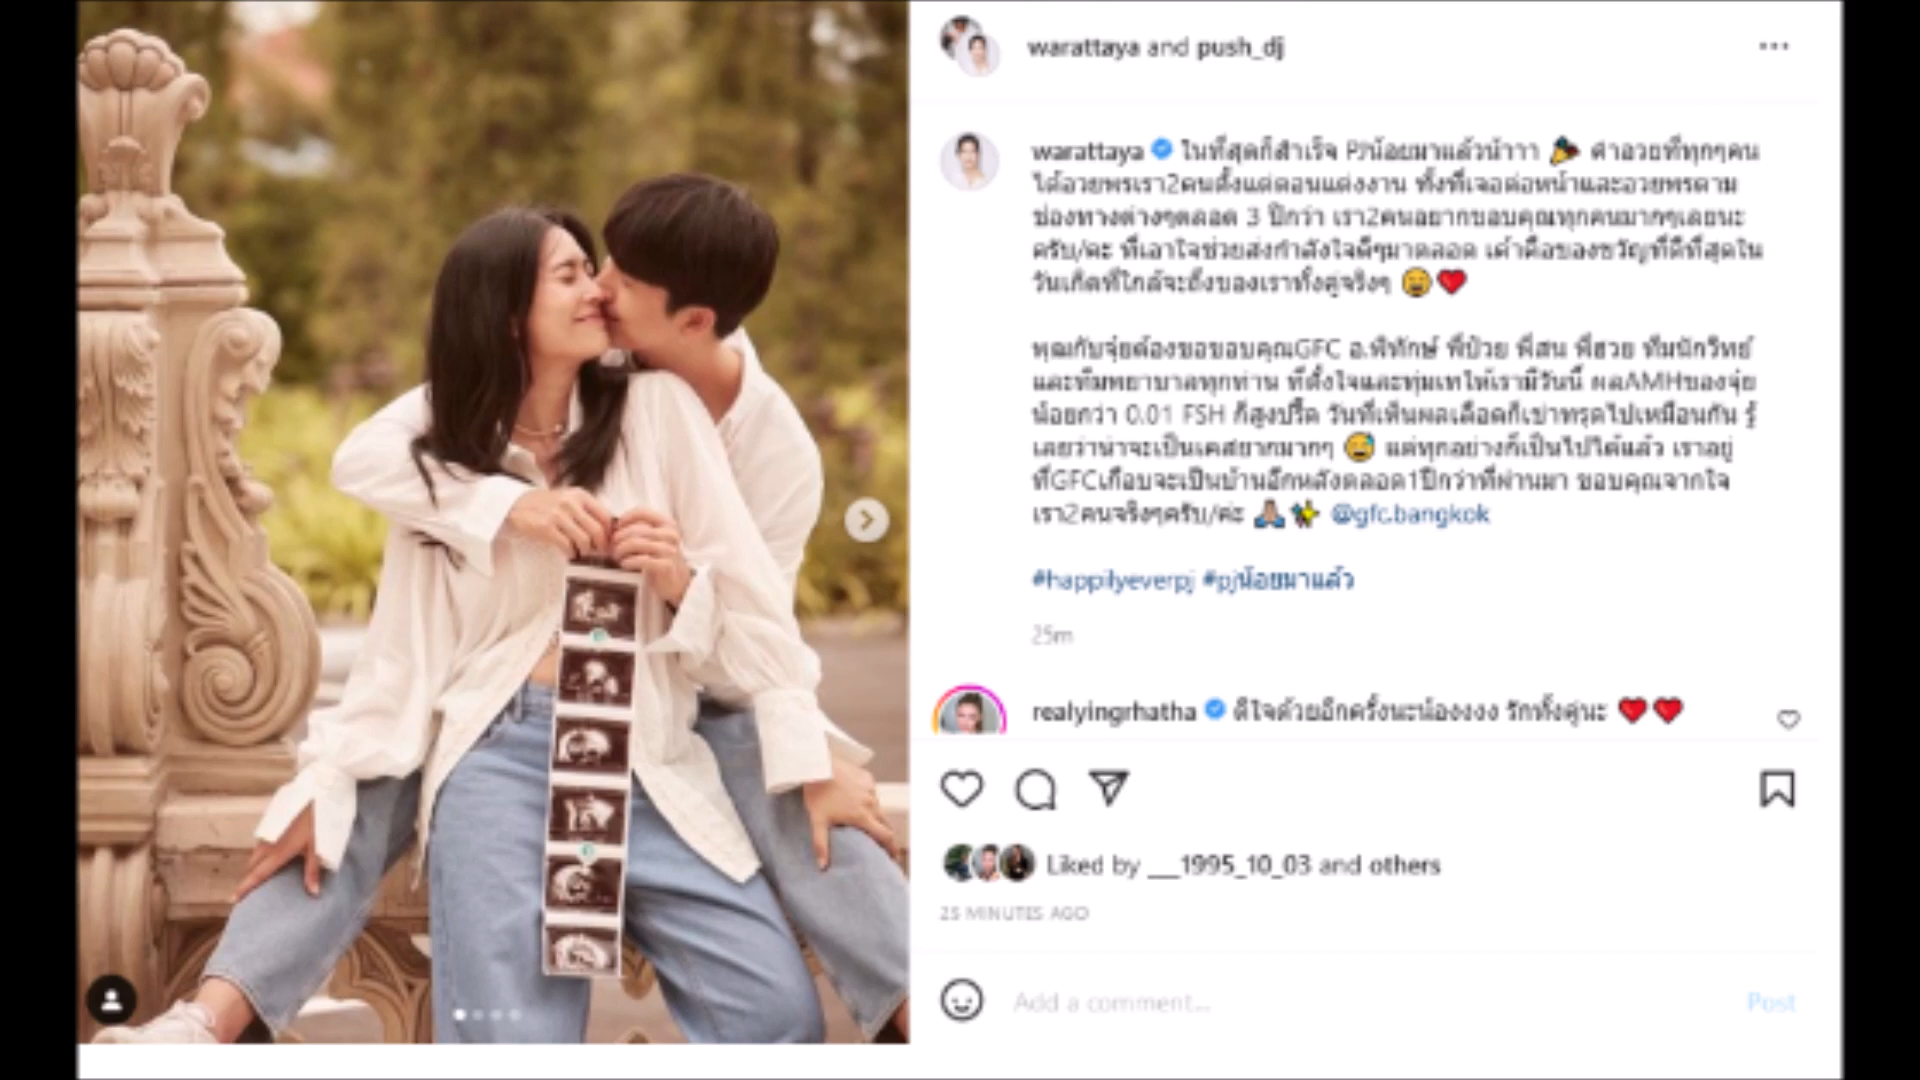 warattaya and push_dj
warattaya ในที่สุดก็สำเร็จ PJน้อยมาแล้วน้าาา 🎉 คำอวยที่ทุกๆคน
ได้อวยพรเรา2คนตั้งแต่ตอนแต่งงาน ทั้งที่เจอต่อหน้าและอวยพรตาม
ช่องทางต่างๆตลอด 3 ปีกว่า เรา2คนอยากขอบคุณทุกคนมากๆเลยนะ
ครับ/คะ ที่เอาใจช่วยส่งกำลังใจดีๆมาตลอด เค้าคือของขวัญที่ดีที่สุดใน
วันเกิดที่ใกล้จะถึงของเราทั้งคู่จริงๆ 😊❤️
พุฒกับจุ๋ยต้องขอขอบคุณGFC อ.พิทักษ์ พี่ป๋วย พี่สน พี่ฮวย ทีมนักวิทย์
และทีมพยาบาลทุกท่าน ที่ตั้งใจและทุ่มเทให้เรามีวันนี้ ผลAMHของจุ๋ย
น้อยกว่า 0.01 FSH ก็สูงปรี๊ด วันที่เห็นผลเลือดก็เข่าทรุดไปเหมือนกัน รู้
เลยว่าน่าจะเป็นเคสยากมากๆ 😅 แต่ทุกอย่างก็เป็นไปได้แล้ว เราอยู่
ที่GFCเกือบจะเป็นบ้านอีกหลังตลอด1ปีกว่าที่ผ่านมา ขอบคุณจากใจ
เรา2คนจริงๆครับ/ค่ะ 🙏✨ @gfc.bangkok
#happilyeverpj #pjน้อยมาแล้ว
25m
realyingrhatha ดีใจด้วยอีกครั้งนะน้องงงง รักทั้งคู่นะ ❤️❤️
Liked by ___1995_10_03 and others
25 MINUTES AGO
Add a comment...
Post